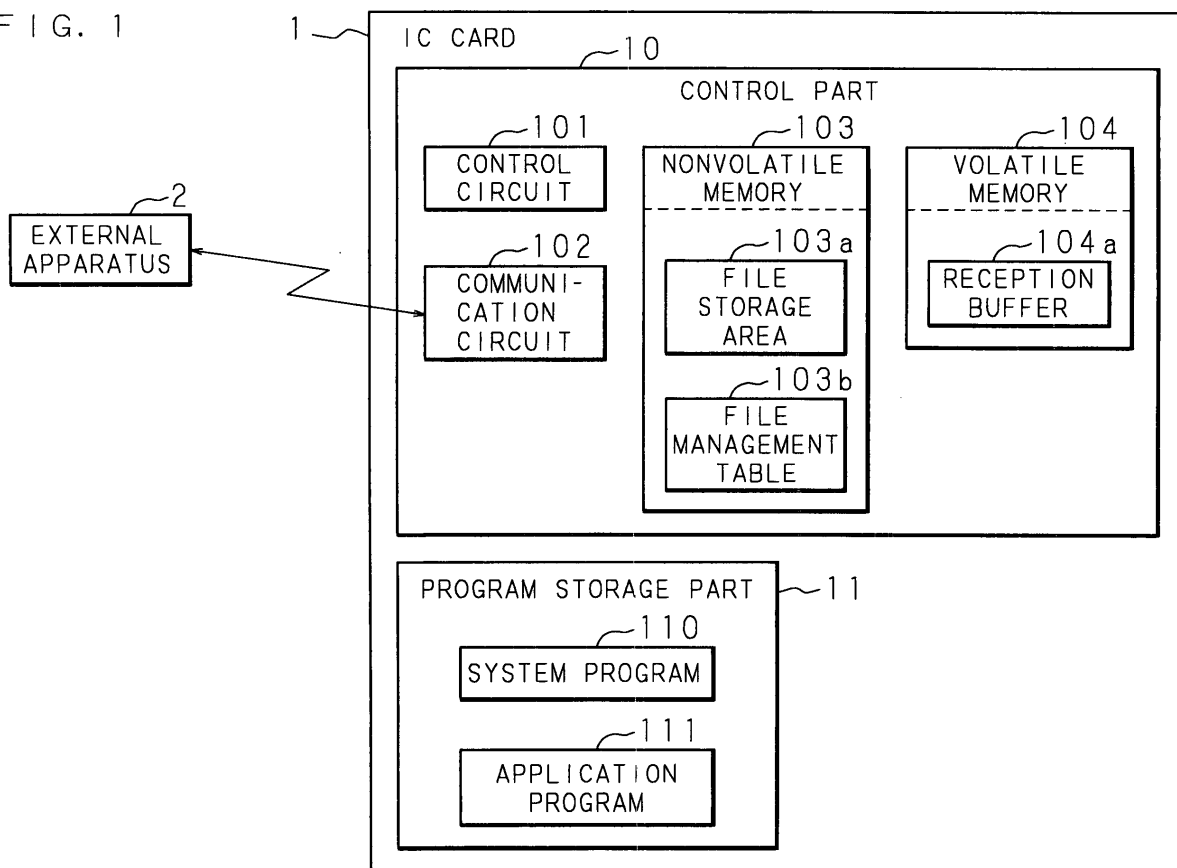 FIG. 1
1
IC CARD
10
CONTROL PART
101
CONTROL
CIRCUIT
103
NONVOLATILE
MEMORY
104
VOLATILE
MEMORY
2
EXTERNAL
APPARATUS
102
COMMUNI-
CATION
CIRCUIT
103a
FILE
STORAGE
AREA
104a
RECEPTION
BUFFER
103b
FILE
MANAGEMENT
TABLE
PROGRAM STORAGE PART
11
110
SYSTEM PROGRAM
111
APPLICATION
PROGRAM